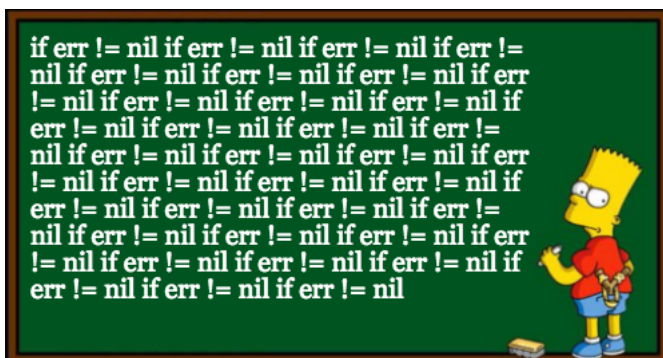 if err != nil if err != nil if err != nil if err !=
nil if err != nil if err != nil if err != nil if err
!= nil if err != nil if err != nil if err != nil if
err != nil if err != nil if err != nil if err !=
nil if err != nil if err != nil if err != nil if err
!= nil if err != nil if err != nil if err != nil if
err != nil if err != nil if err != nil if err !=
nil if err != nil if err != nil if err != nil if err
!= nil if err != nil if err != nil if err != nil if
err != nil if err != nil if err != nil